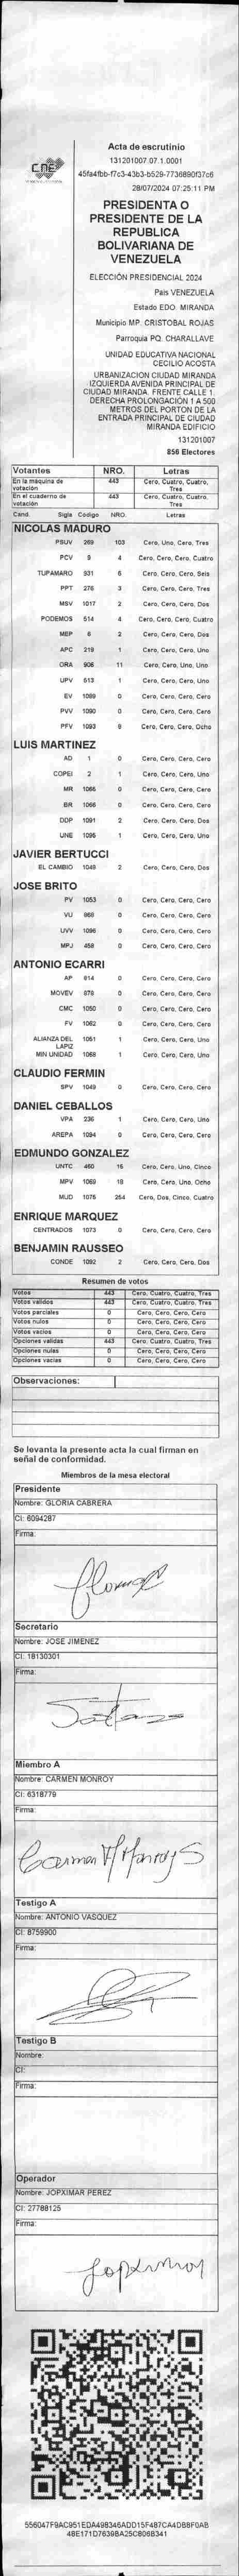 CNE
Acta de escrutinio
131201007.07.1.0001
45fa4fbb-f7c3-43b3-b529-7736890f37c6
28/07/2024 07:25:11 PM
PRESIDENTA O
PRESIDENTE DE LA
REPUBLICA
BOLIVARIANA DE
VENEZUELA
ELECCIÓN PRESIDENCIAL 2024
Pais VENEZUELA
Estado EDO. MIRANDA
Municipio MP. CRISTOBAL ROJAS
Parroquia PQ. CHARALLAVE
UNIDAD EDUCATIVA NACIONAL
CECILIO ACOSTA
URBANIZACION CIUDAD MIRANDA
IZQUIERDA AVENIDA PRINCIPAL DE
CIUDAD MIRANDA. FRENTE CALLE 1.
DERECHA PROLONGACIÓN 1 A 500
METROS DEL PORTON DE LA
ENTRADA PRINCIPAL DE CIUDAD
MIRANDA EDIFICIO
131201007
856 Electores
Votantes NRO. Letras
En la máquina de votación 443 Cero, Cuatro, Cuatro, Tres
En el cuaderno de votación 443 Cero, Cuatro, Cuatro, Tres
Cand. Sigla Codigo NRO. Letras
NICOLAS MADURO
PSUV 269 103 Cero, Uno, Cero, Tres
PCV 9 4 Cero, Cero, Cero, Cuatro
TUPAMARO 931 6 Cero, Cero, Cero, Seis
PPT 276 3 Cero, Cero, Cero, Tres
MSV 1017 2 Cero, Cero, Cero, Dos
PODEMOS 514 4 Cero, Cero, Cero, Cuatro
MEP 6 2 Cero, Cero, Cero, Dos
APC 219 1 Cero, Cero, Cero, Uno
ORA 906 11 Cero, Cero, Uno, Uno
UPV 513 1 Cero, Cero, Cero, Uno
EV 1089 0 Cero, Cero, Cero, Cero
PVV 1090 0 Cero, Cero, Cero, Cero
PFV 1093 8 Cero, Cero, Cero, Ocho
LUIS MARTINEZ
AD 1 0 Cero, Cero, Cero, Cero
COPEI 2 1 Cero, Cero, Cero, Uno
MR 1065 0 Cero, Cero, Cero, Cero
BR 1066 0 Cero, Cero, Cero, Cero
DDP 1091 2 Cero, Cero, Cero, Dos
UNE 1095 1 Cero, Cero, Cero, Uno
JAVIER BERTUCCI
EL CAMBIO 1048 2 Cero, Cero, Cero, Dos
JOSE BRITO
PV 1053 0 Cero, Cero, Cero, Cero
VU 968 0 Cero, Cero, Cero, Cero
UVV 1096 0 Cero, Cero, Cero, Cero
MPJ 458 0 Cero, Cero, Cero, Cero
ANTONIO ECARRI
AP 914 0 Cero, Cero, Cero, Cero
MOVEV 979 0 Cero, Cero, Cero, Cero
CMC 1050 0 Cero, Cero, Cero, Cero
FV 1062 0 Cero, Cero, Cero, Cero
ALIANZA DEL LAPIZ 1051 1 Cero, Cero, Cero, Uno
MIN UNIDAD 1068 1 Cero, Cero, Cero, Uno
CLAUDIO FERMIN
SPV 1049 0 Cero, Cero, Cero, Cero
DANIEL CEBALLOS
VPA 236 1 Cero, Cero, Cero, Uno
AREPA 1094 0 Cero, Cero, Cero, Cero
EDMUNDO GONZALEZ
UNTC 460 15 Cero, Cero, Uno, Cinco
MPV 1069 18 Cero, Cero, Uno, Ocho
MUD 1076 254 Cero, Dos, Cinco, Cuatro
ENRIQUE MARQUEZ
CENTRADOS 1073 0 Cero, Cero, Cero, Cero
BENJAMIN RAUSSEO
CONDE 1092 2 Cero, Cero, Cero, Dos
Resumen de votos
Votos 443 Cero, Cuatro, Cuatro, Tres
Votos validos 443 Cero, Cuatro, Cuatro, Tres
Votos parciales 0 Cero, Cero, Cero, Cero
Votos nulos 0 Cero, Cero, Cero, Cero
Votos vacios 0 Cero, Cero, Cero, Cero
Opciones validas 443 Cero, Cuatro, Cuatro, Tres
Opciones nulas 0 Cero, Cero, Cero, Cero
Opciones vacias 0 Cero, Cero, Cero, Cero
Observaciones:
Se levanta la presente acta la cual firman en
señal de conformidad.
Miembros de la mesa electoral
Presidente
Nombre: GLORIA CABRERA
CI: 6094287
Firma:
Secretario
Nombre: JOSE JIMENEZ
CI: 18130301
Firma:
Miembro A
Nombre: CARMEN MONROY
CI: 6318779
Firma:
Carmen Monroy S
Testigo A
Nombre: ANTONIO VASQUEZ
CI: 8759900
Firma:
Testigo B
Nombre:
CI:
Firma:
Operador
Nombre: JOPXIMAR PEREZ
CI: 27788125
Firma:
Jopximar
556047F9AC951EDA498346ADD15F487CA4DB8F0AB
48E171D7639BA25C806B341